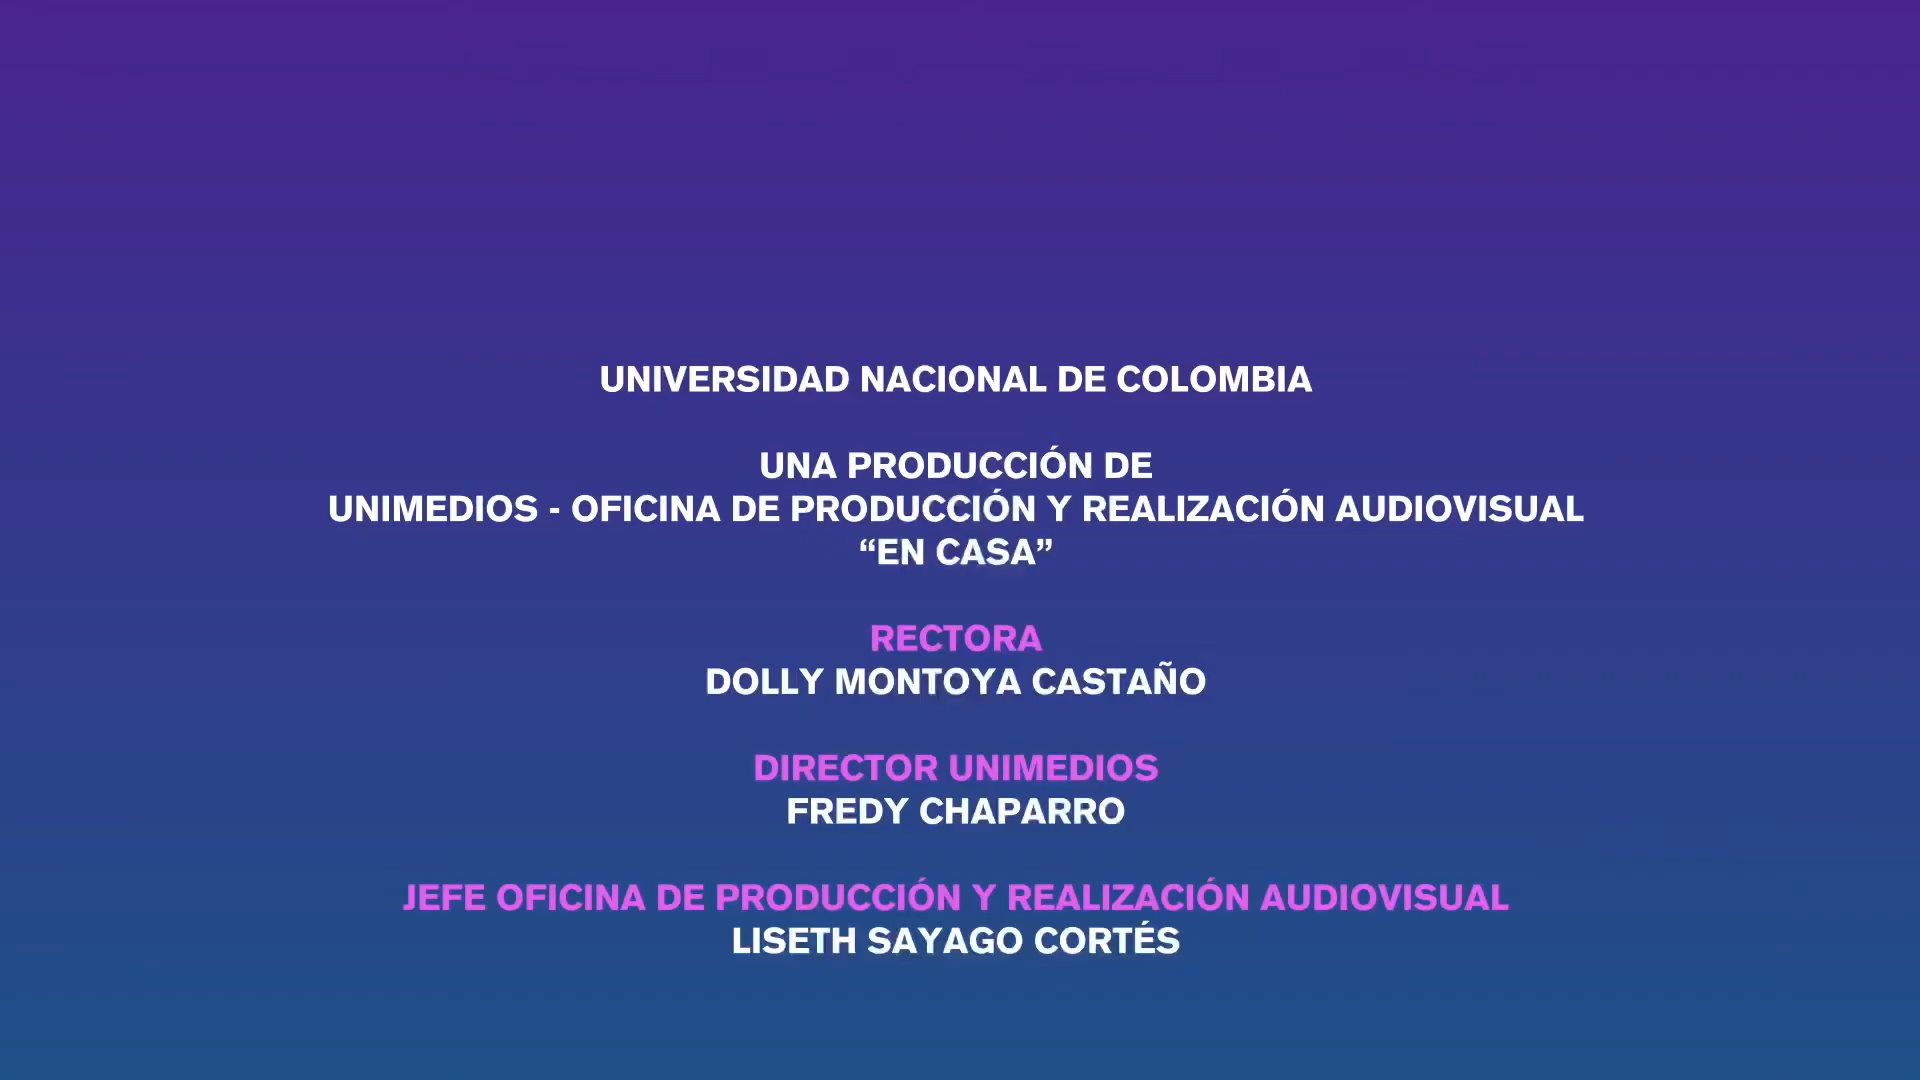 UNIVERSIDAD NACIONAL DE COLOMBIA
UNA PRODUCCIÓN DE
UNIMEDIOS - OFICINA DE PRODUCCIÓN Y REALIZACIÓN AUDIOVISUAL
“EN CASA”
RECTORA
DOLLY MONTOYA CASTAÑO
DIRECTOR UNIMEDIOS
FREDY CHAPARRO
JEFE OFICINA DE PRODUCCIÓN Y REALIZACIÓN AUDIOVISUAL
LISETH SAYAGO CORTÉS